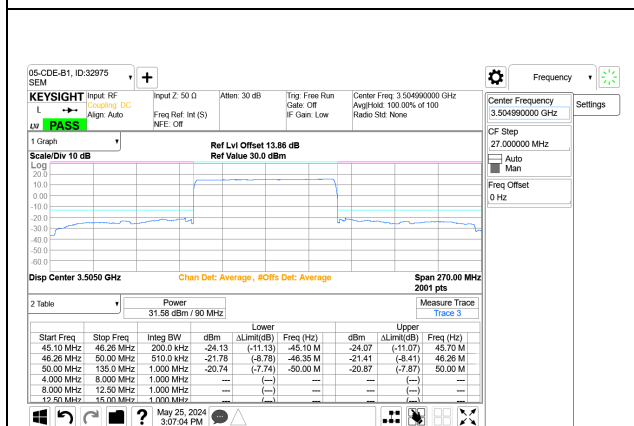 05-CDE-B1, ID:32975
SEM
Frequency
KEYSIGHT
L
LXI PASS
Input: RF
Coupling: DC
Align: Auto
Input Z: 50 Ω
Freq Ref: Int (S)
NFE: Off
Atten: 30 dB
Trig: Free Run
Gate: Off
IF Gain: Low
Center Freq: 3.504990000 GHz
Avg|Hold: 100.00% of 100
Radio Std: None
Center Frequency
3.504990000 GHz
Settings
CF Step
27.000000 MHz
Auto
Man
Freq Offset
0 Hz
1 Graph
Scale/Div 10 dB
Ref Lvl Offset 13.86 dB
Ref Value 30.0 dBm
Log
20.0
10.0
0.00
-10.0
-20.0
-30.0
-40.0
-50.0
-60.0
Disp Center 3.5050 GHz
Chan Det: Average, #Offs Det: Average
Span 270.00 MHz
2001 pts
2 Table
Power
31.58 dBm / 90 MHz
Measure Trace
Trace 3
Lower Upper
Start Freq Stop Freq Integ BW dBm ΔLimit(dB) Freq (Hz) dBm ΔLimit(dB) Freq (Hz)
45.10 MHz 46.26 MHz 200.0 kHz -24.13 (-11.13) -45.10 M -24.07 (-11.07) 45.70 M
46.26 MHz 50.00 MHz 510.0 kHz -21.78 (-8.78) -46.35 M -21.41 (-8.41) 46.26 M
50.00 MHz 135.0 MHz 1.000 MHz -20.74 (-7.74) -50.00 M -20.87 (-7.87) 50.00 M
4.000 MHz 8.000 MHz 1.000 MHz --- (---) --- --- (---) ---
8.000 MHz 12.50 MHz 1.000 MHz --- (---) --- --- (---) ---
12.50 MHz 15.00 MHz 1.000 MHz --- (---) --- --- (---) ---
? May 25, 2024
3:07:04 PM